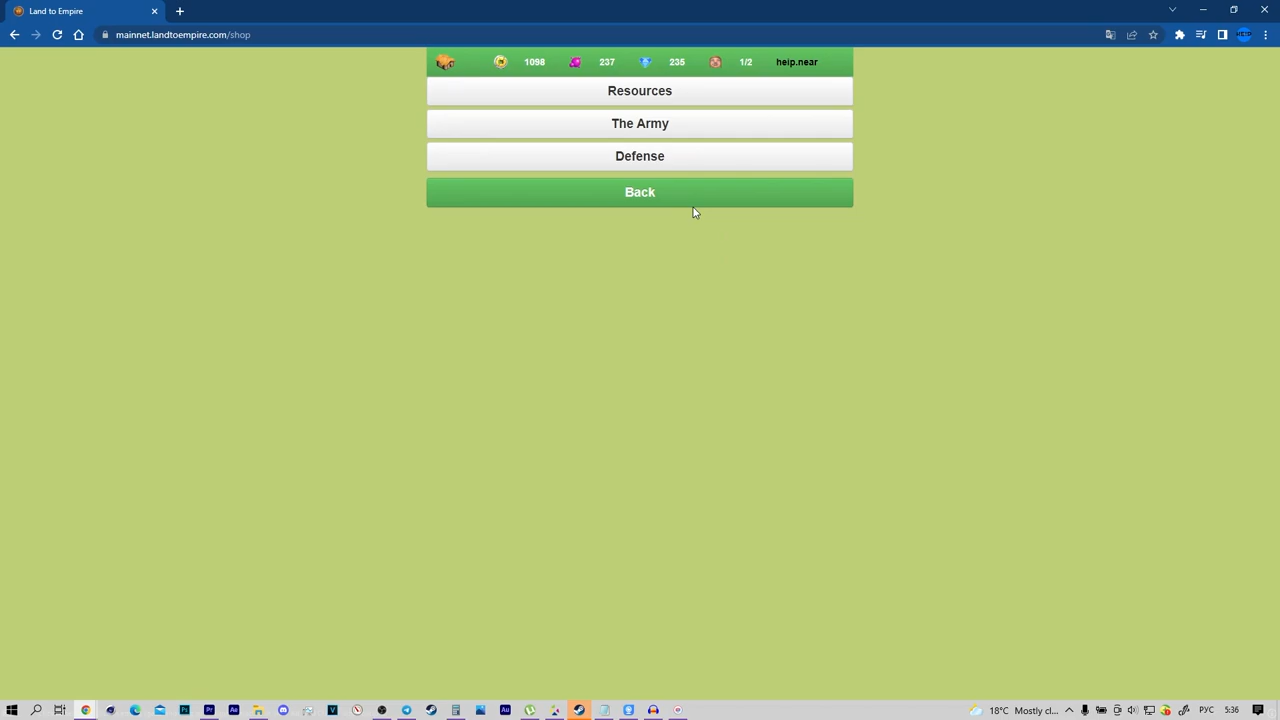 Land to Empire
mainnet.landtoempire.com/shop
1098 237 235 1/2 heip.near
Resources
The Army
Defense
Back
18°C Mostly cl... РУС 5:36